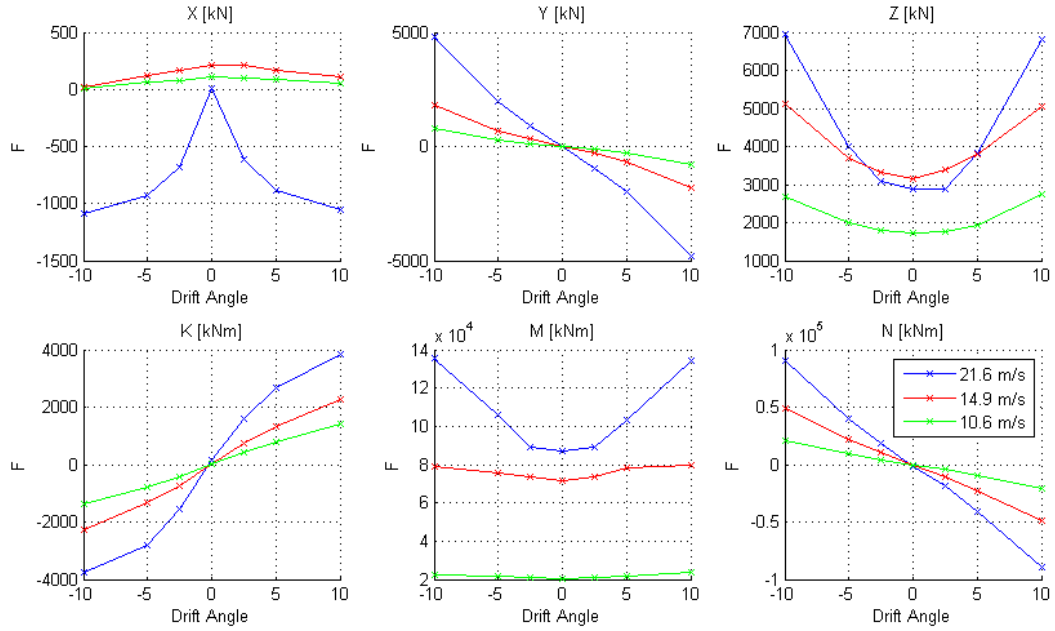 X [kN]
500
0
-500
-1000
-1500
F
-10
-5
0
5
10
Drift Angle
Y [kN]
5000
0
-5000
F
-10
-5
0
5
10
Drift Angle
Z [kN]
7000
6000
5000
4000
3000
2000
1000
F
-10
-5
0
5
10
Drift Angle
K [kNm]
4000
2000
0
-2000
-4000
F
-10
-5
0
5
10
Drift Angle
x 10^4
M [kNm]
14
12
10
8
6
4
2
F
-10
-5
0
5
10
Drift Angle
x 10^5
N [kNm]
1
0.5
0
-0.5
-1
F
21.6 m/s
14.9 m/s
10.6 m/s
-10
-5
0
5
10
Drift Angle